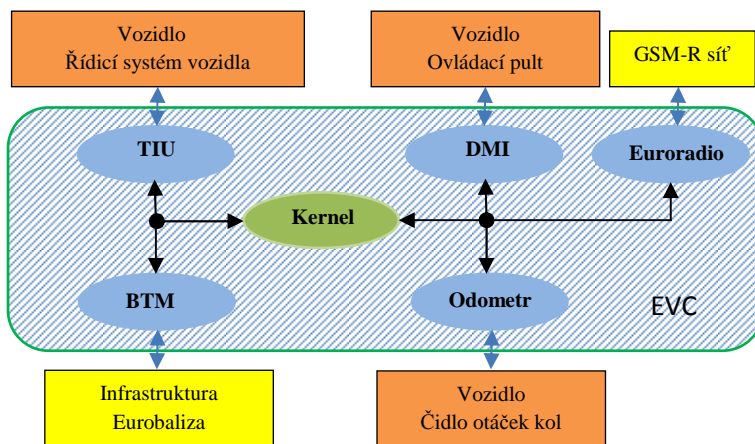 Vozidlo
Řídicí systém vozidla
Vozidlo
Ovládací pult
GSM-R síť
TIU
DMI
Euroradio
Kernel
BTM
Odometr
EVC
Infrastruktura
Eurobaliza
Vozidlo
Čidlo otáček kol